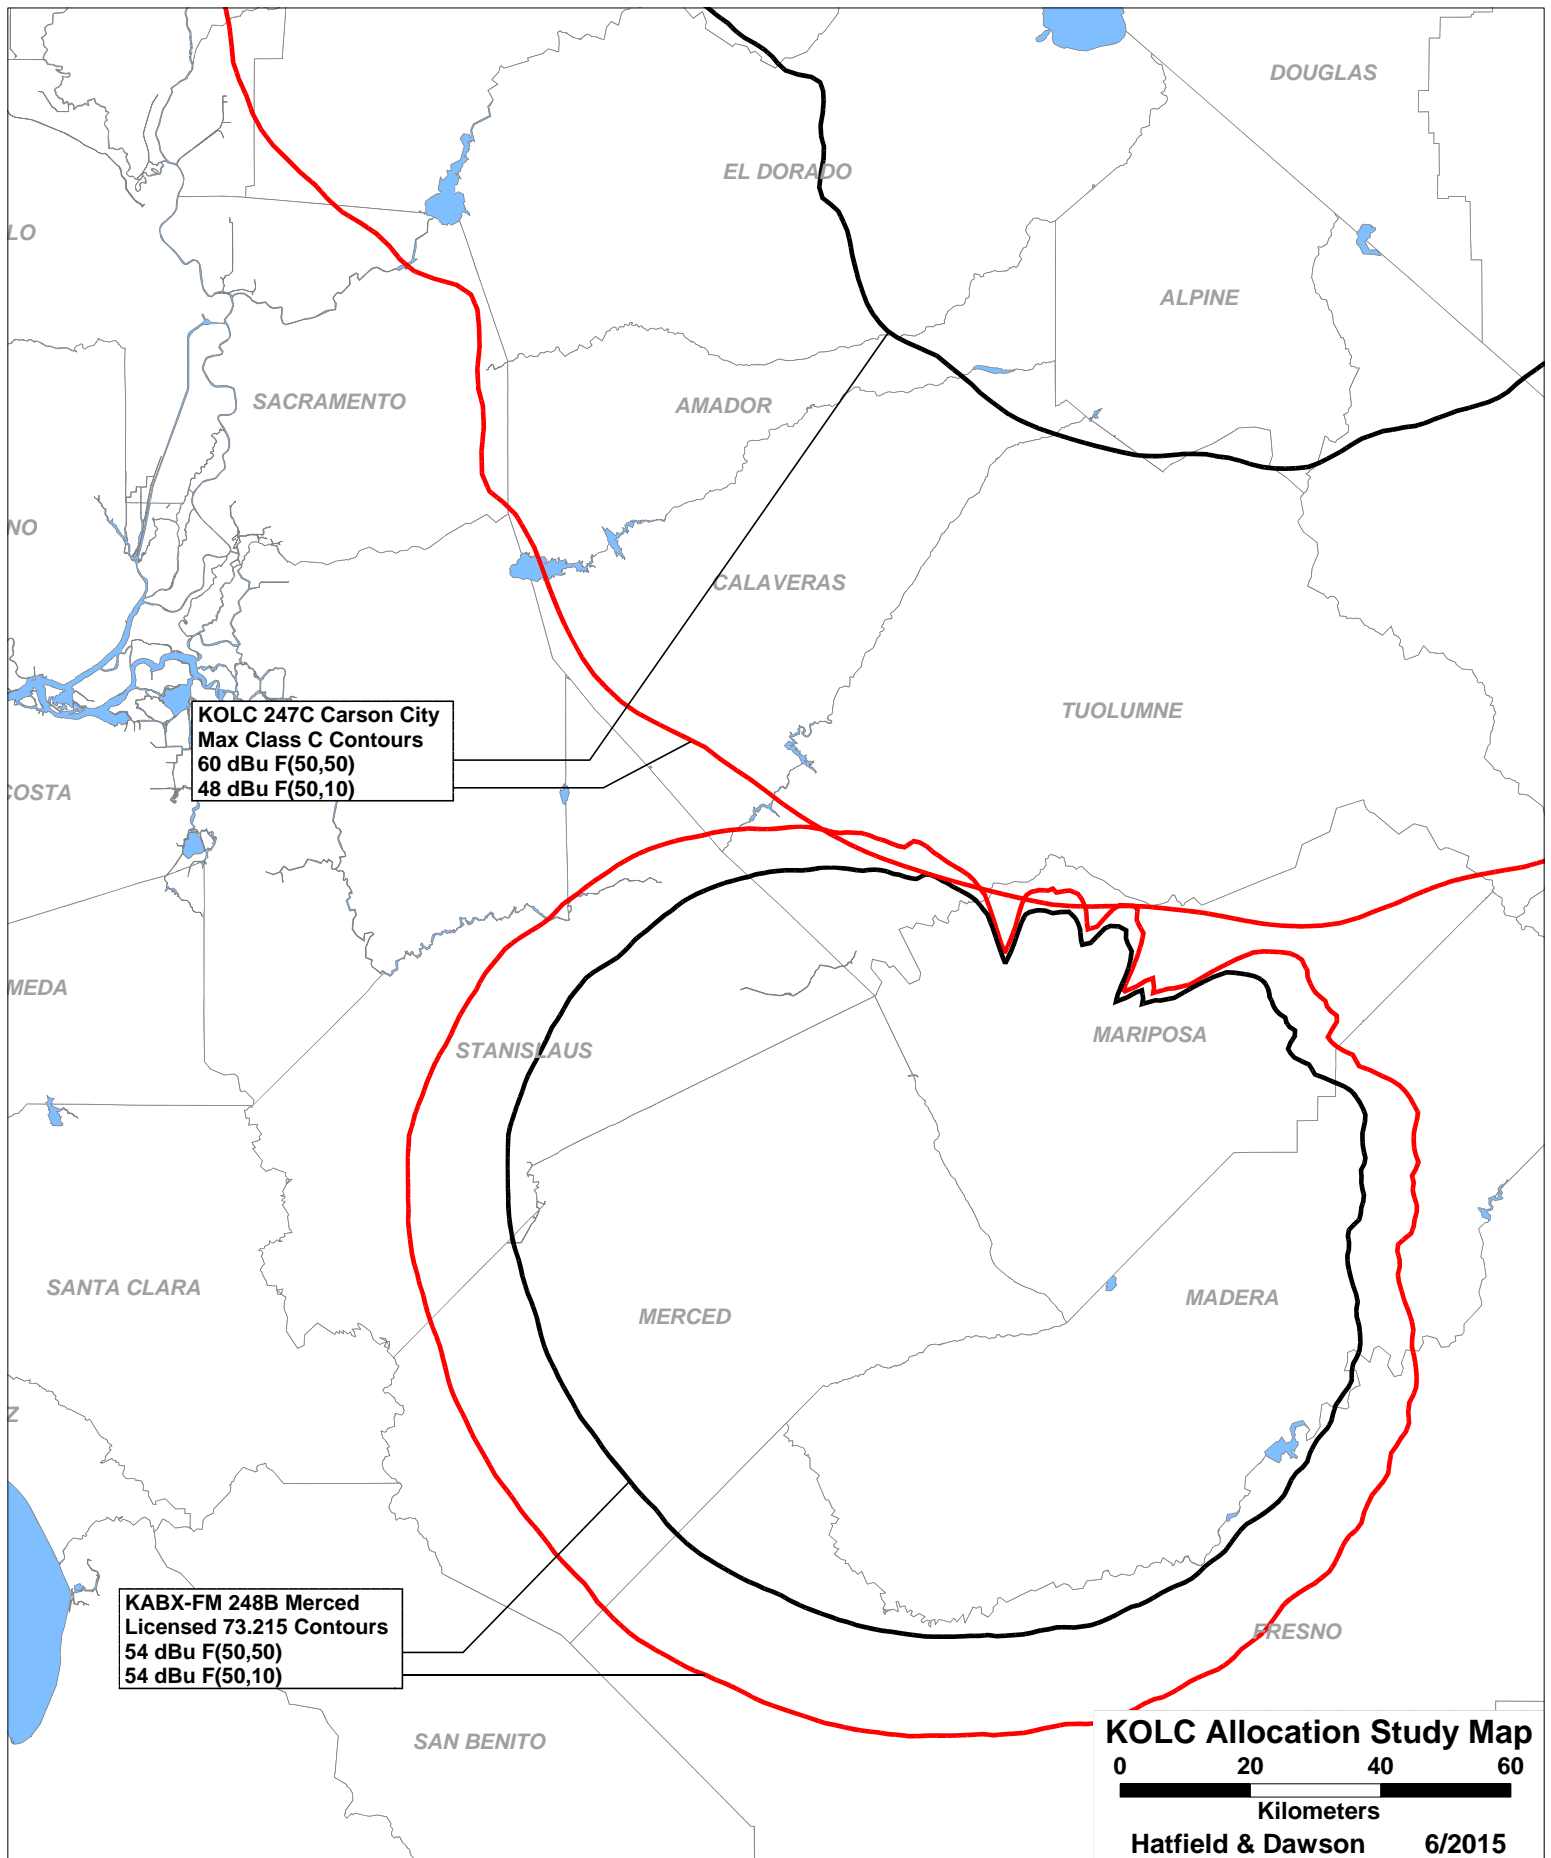 DOUGLAS
EL DORADO
LO
ALPINE
SACRAMENTO
AMADOR
NO
CALAVERAS
TUOLUMNE
KOLC 247C Carson City
Max Class C Contours
60 dBu F(50,50)
48 dBu F(50,10)
COSTA
MEDA
MARIPOSA
STANISLAUS
SANTA CLARA
MADERA
MERCED
Z
KABX-FM 248B Merced
Licensed 73.215 Contours
54 dBu F(50,50)
54 dBu F(50,10)
FRESNO
SAN BENITO
KOLC Allocation Study Map
0 20 40 60
Kilometers
Hatfield & Dawson 6/2015